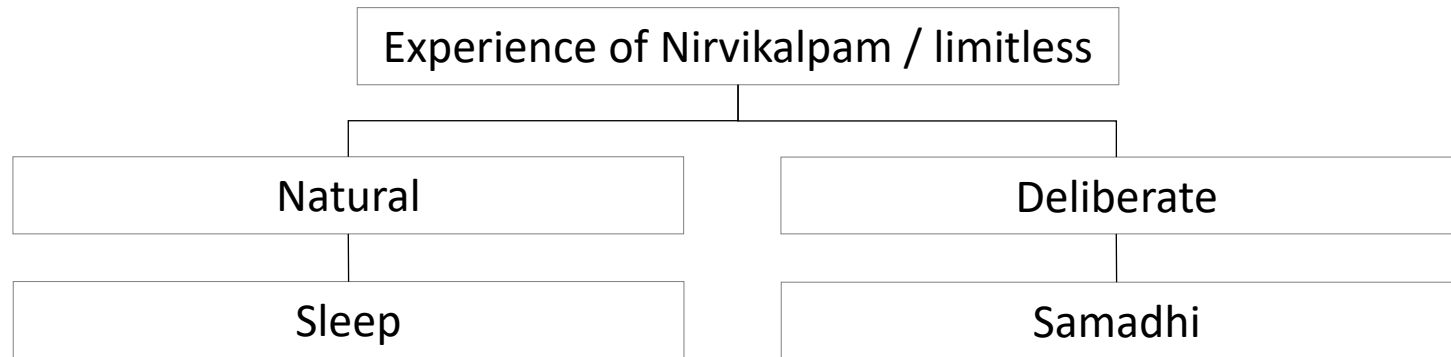 Experience of Nirvikalpam / limitless
Natural
Deliberate
Sleep
Samadhi